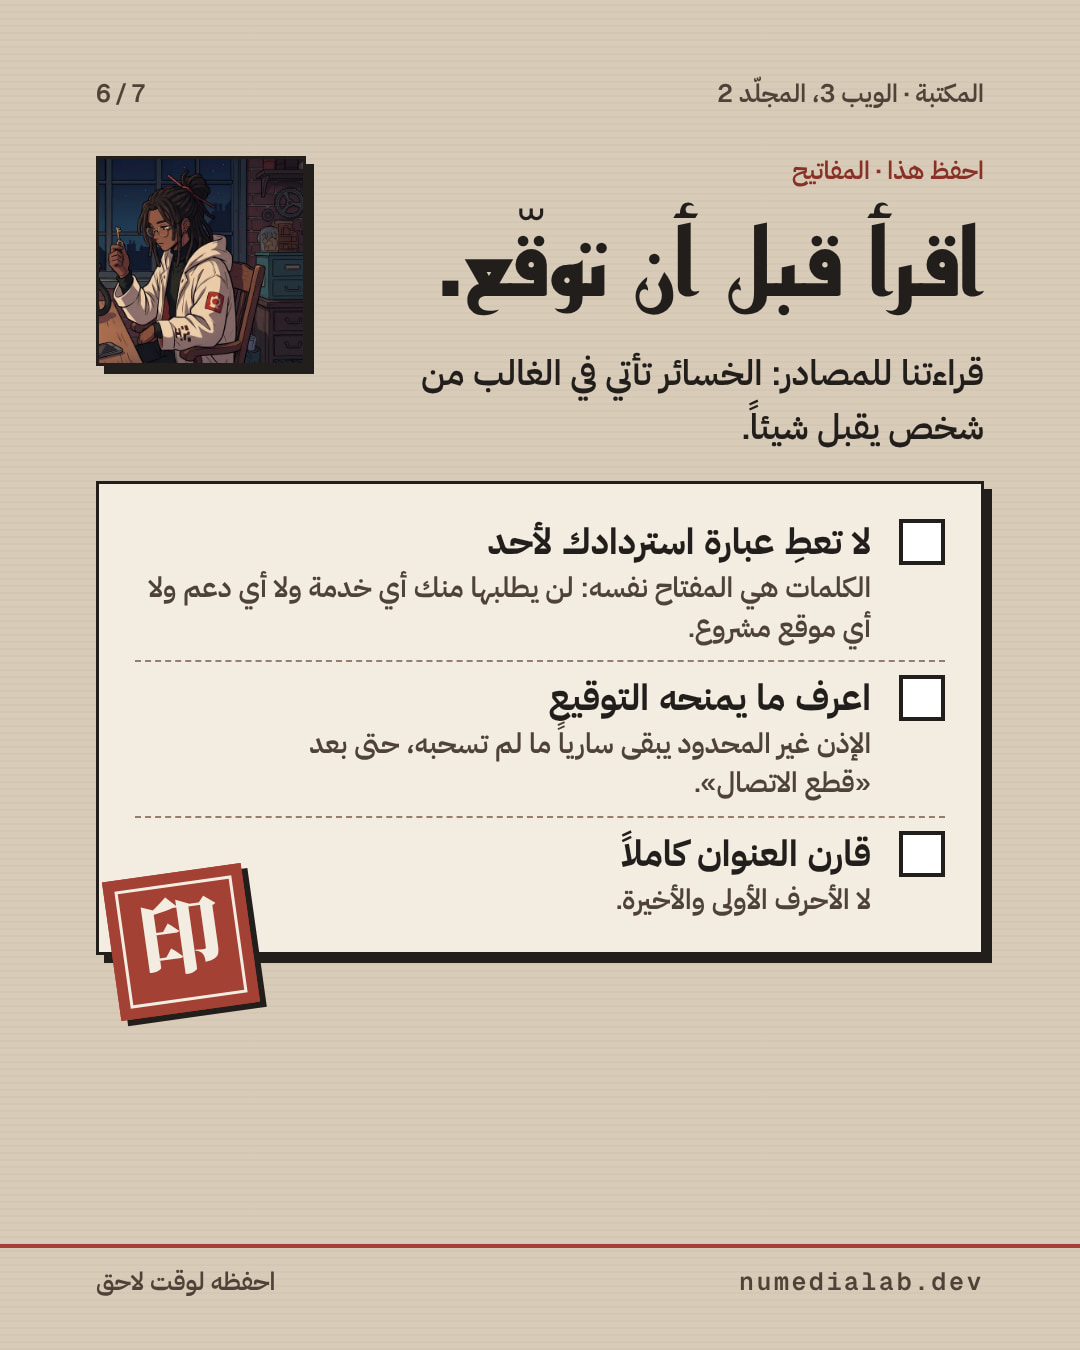 المكتبة · الويب 3، المجلّد 2
6 / 7
احفظ هذا · المفاتيح
اقرأ قبل أن توقّع.
قراءتنا للمصادر: الخسائر تأتي في الغالب من
شخص يقبل شيئاً.
لا تعطِ عبارة استردادك لأحد
الكلمات هي المفتاح نفسه: لن يطلبها منك أي خدمة ولا أي دعم ولا
أي موقع مشروع.
اعرف ما يمنحه التوقيع
الإذن غير المحدود يبقى سارياً ما لم تسحبه، حتى بعد
«قطع الاتصال».
قارن العنوان كاملاً
لا الأحرف الأولى والأخيرة.
印
numedialab.dev
احفظه لوقت لاحق